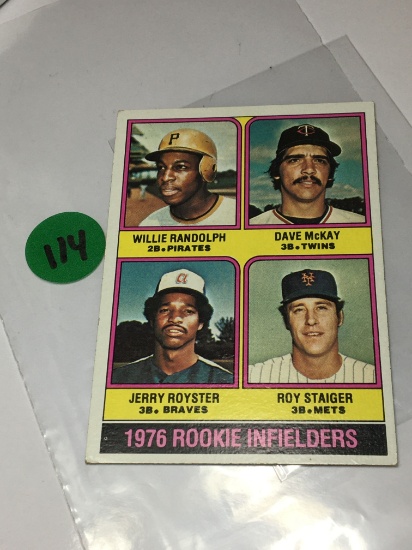 114
P
WILLIE RANDOLPH
2B. PIRATES
DAVE McKAY
3B. TWINS
JERRY ROYSTER
3B. BRAVES
ROY STAIGER
3B. METS
1976 ROOKIE INFIELDERS